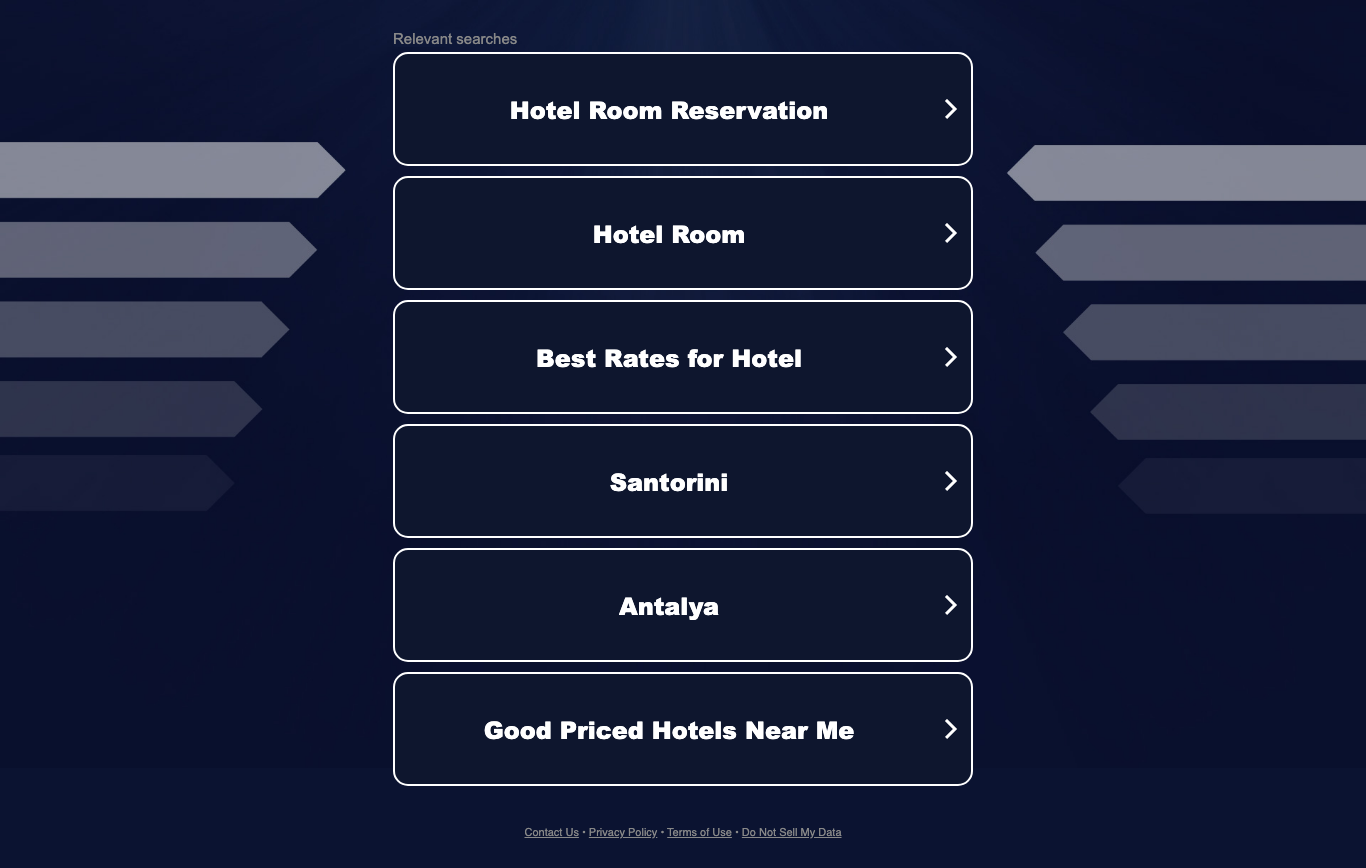 Relevant searches
Hotel Room Reservation
Hotel Room
Best Rates for Hotel
Santorini
Antalya
Good Priced Hotels Near Me
Contact Us • Privacy Policy • Terms of Use • Do Not Sell My Data